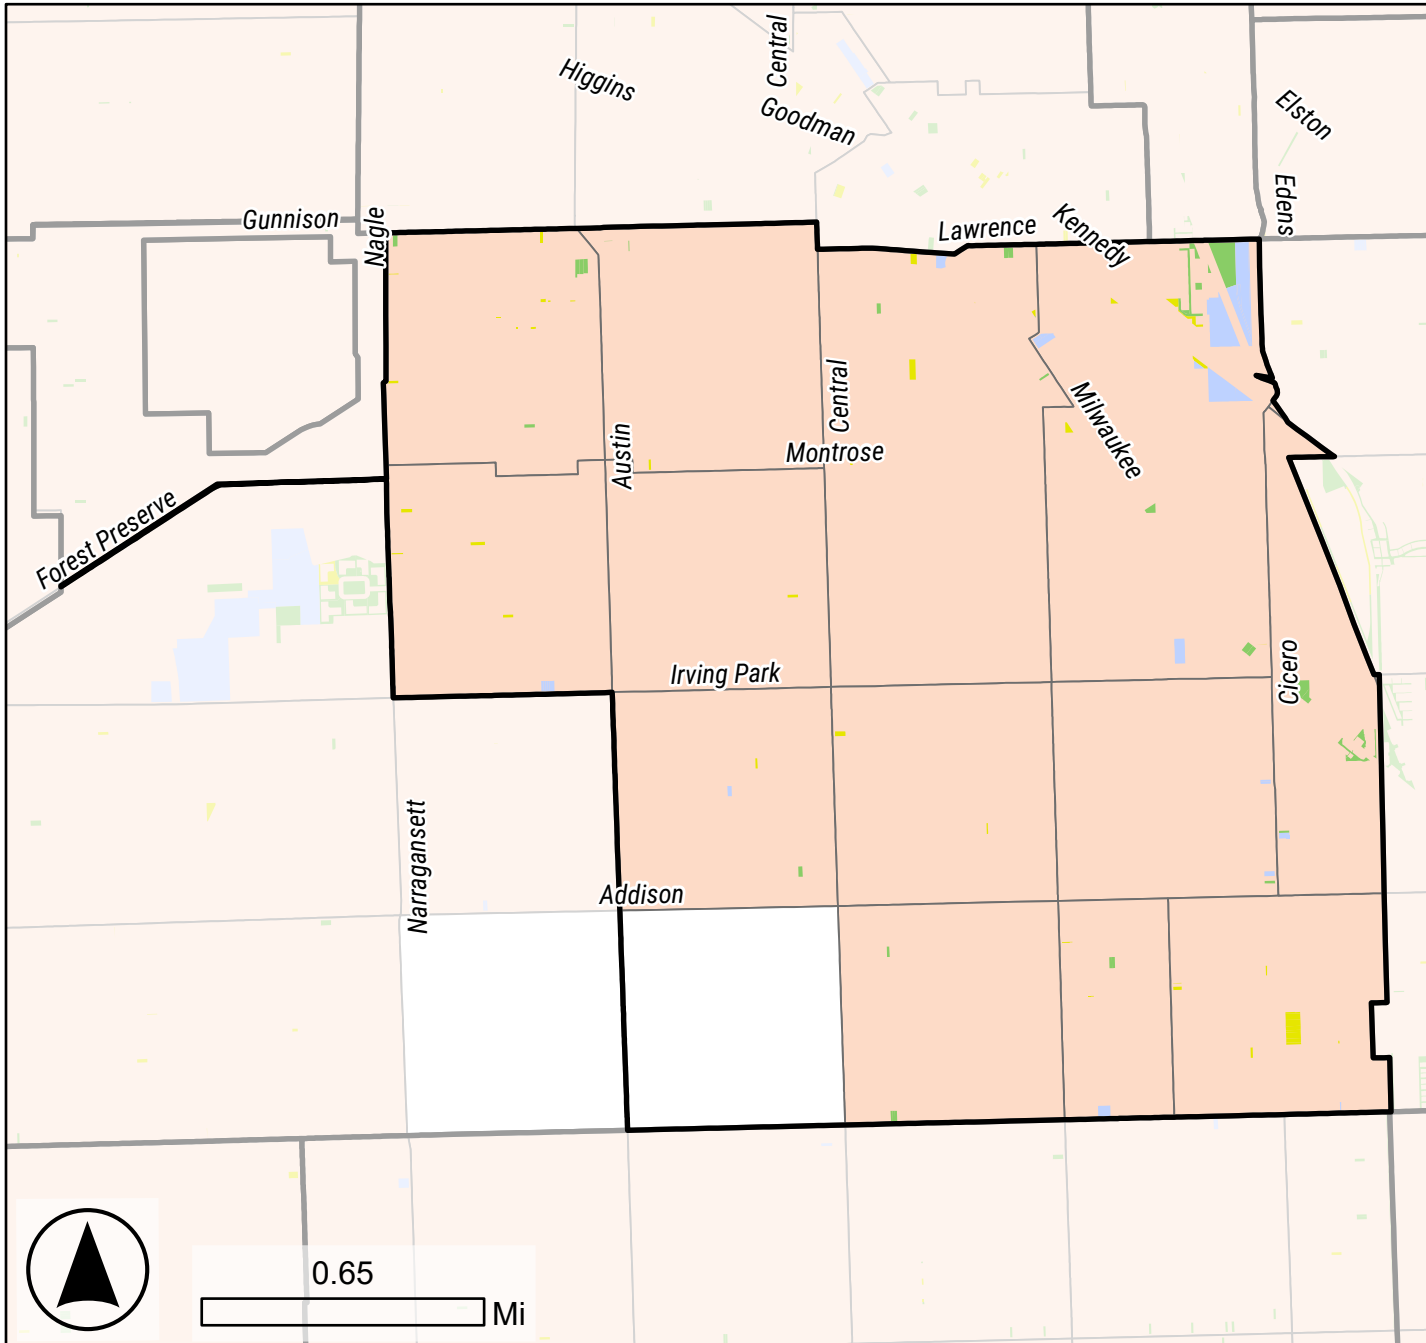 Central
Higgins
Goodman
Elston
Gunnison
Nagle
Edens
Lawrence
Kennedy
Central
Milwaukee
Austin
Montrose
Forest Preserve
Irving Park
Cicero
Narragansett
Addison
0.65
Mi